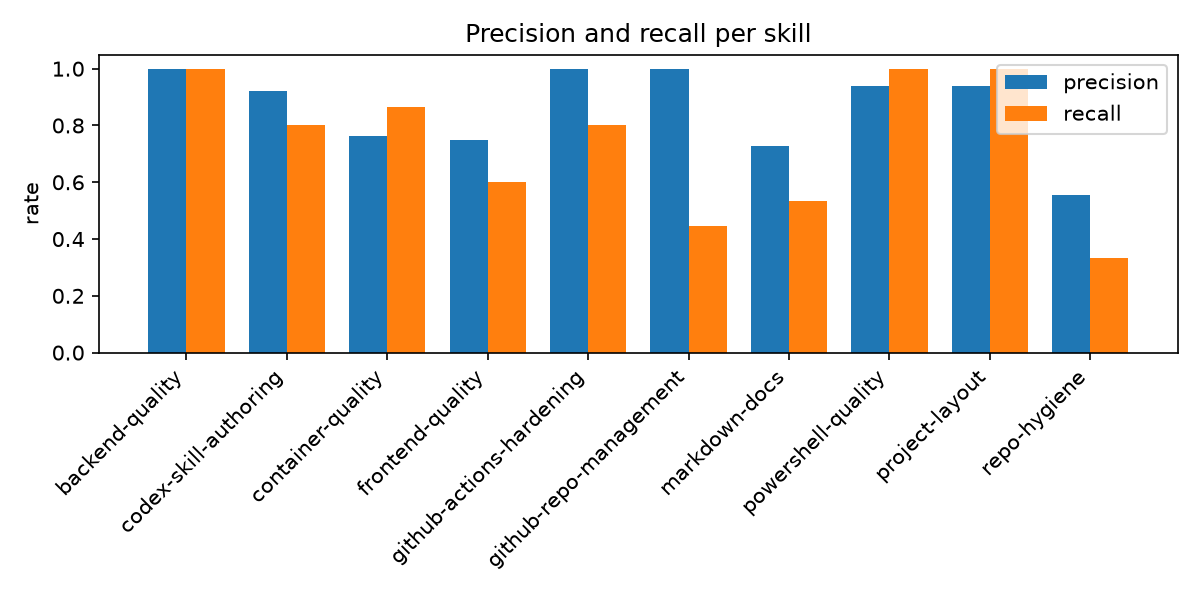 Precision and recall per skill
precision
recall
rate
1.0
0.8
0.6
0.4
0.2
0.0
backend-quality
codex-skill-authoring
container-quality
frontend-quality
github-actions-hardening
github-repo-management
markdown-docs
powershell-quality
project-layout
repo-hygiene